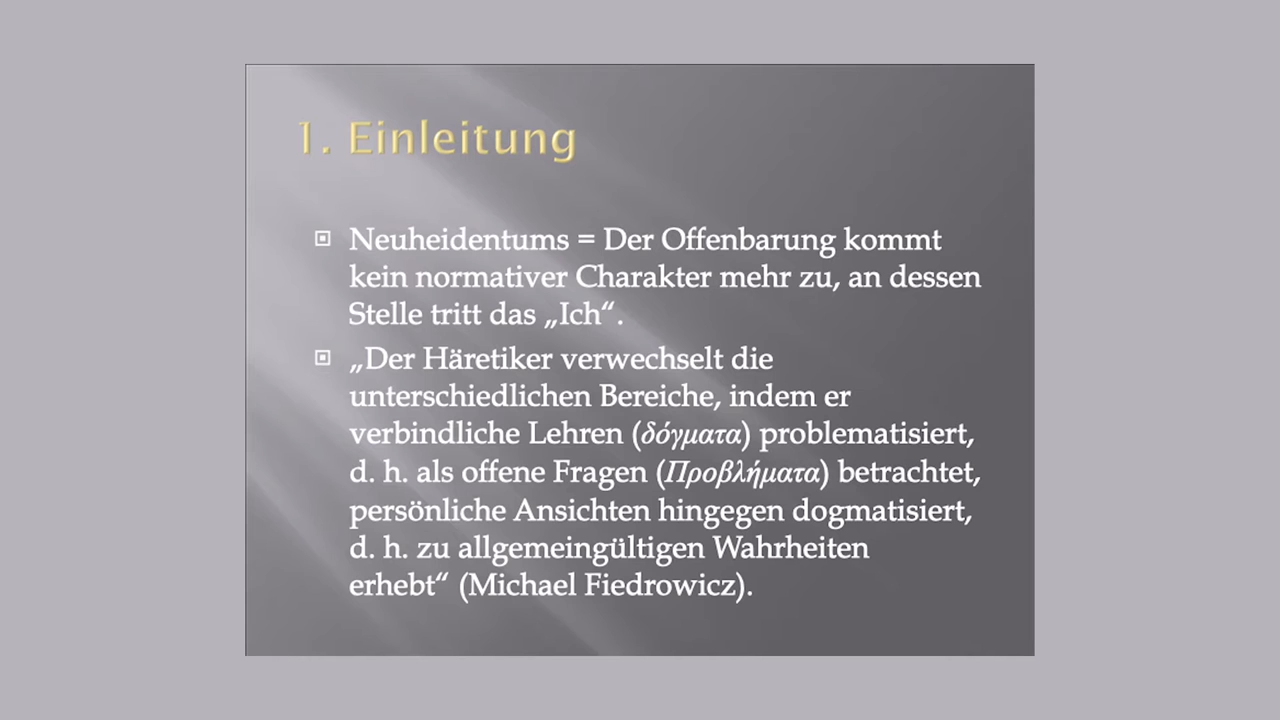 1. Einleitung
Neuheidentums = Der Offenbarung kommt
kein normativer Charakter mehr zu, an dessen
Stelle tritt das „Ich“.
„Der Häretiker verwechselt die
unterschiedlichen Bereiche, indem er
verbindliche Lehren (δόγματα) problematisiert,
d. h. als offene Fragen (Προβλήματα) betrachtet,
persönliche Ansichten hingegen dogmatisiert,
d. h. zu allgemeingültigen Wahrheiten
erhebt“ (Michael Fiedrowicz).